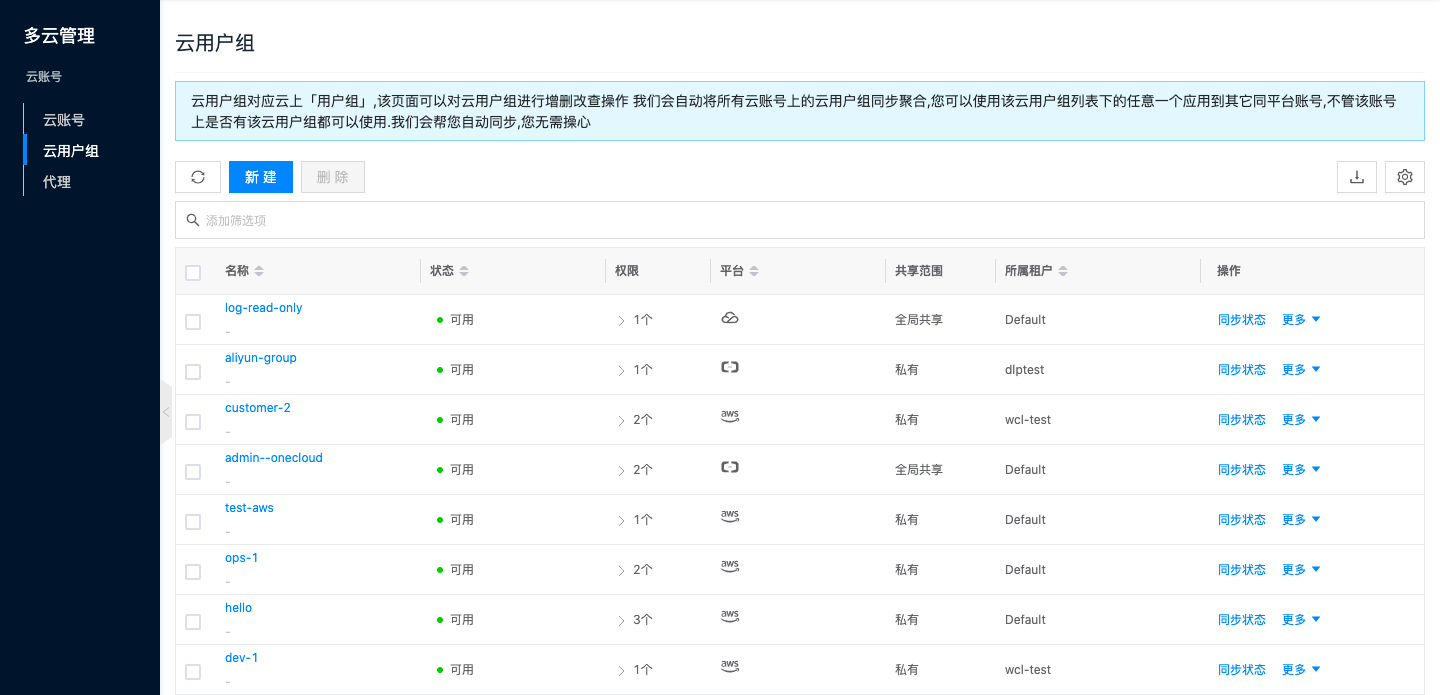 多云管理
云账号
云账号
云用户组
代理
云用户组
云用户组对应云上「用户组」,该页面可以对云用户组进行增删改查操作 我们会自动将所有云账号上的云用户组同步聚合,您可以使用该云用户组列表下的任意一个应用到其它同平台账号,不管该账号
上是否有该云用户组都可以使用.我们会帮您自动同步,您无需操心
新 建 删 除
添加筛选项
名称 状态 权限 平台 共享范围 所属租户 操作
log-read-only
- 可用 1个 全局共享 Default 同步状态 更多
aliyun-group
- 可用 1个 私有 dlptest 同步状态 更多
customer-2
- 可用 2个 aws 私有 wcl-test 同步状态 更多
admin--onecloud
- 可用 2个 全局共享 Default 同步状态 更多
test-aws
- 可用 1个 aws 私有 Default 同步状态 更多
ops-1
- 可用 2个 aws 私有 Default 同步状态 更多
hello
- 可用 3个 aws 私有 Default 同步状态 更多
dev-1
- 可用 1个 aws 私有 wcl-test 同步状态 更多